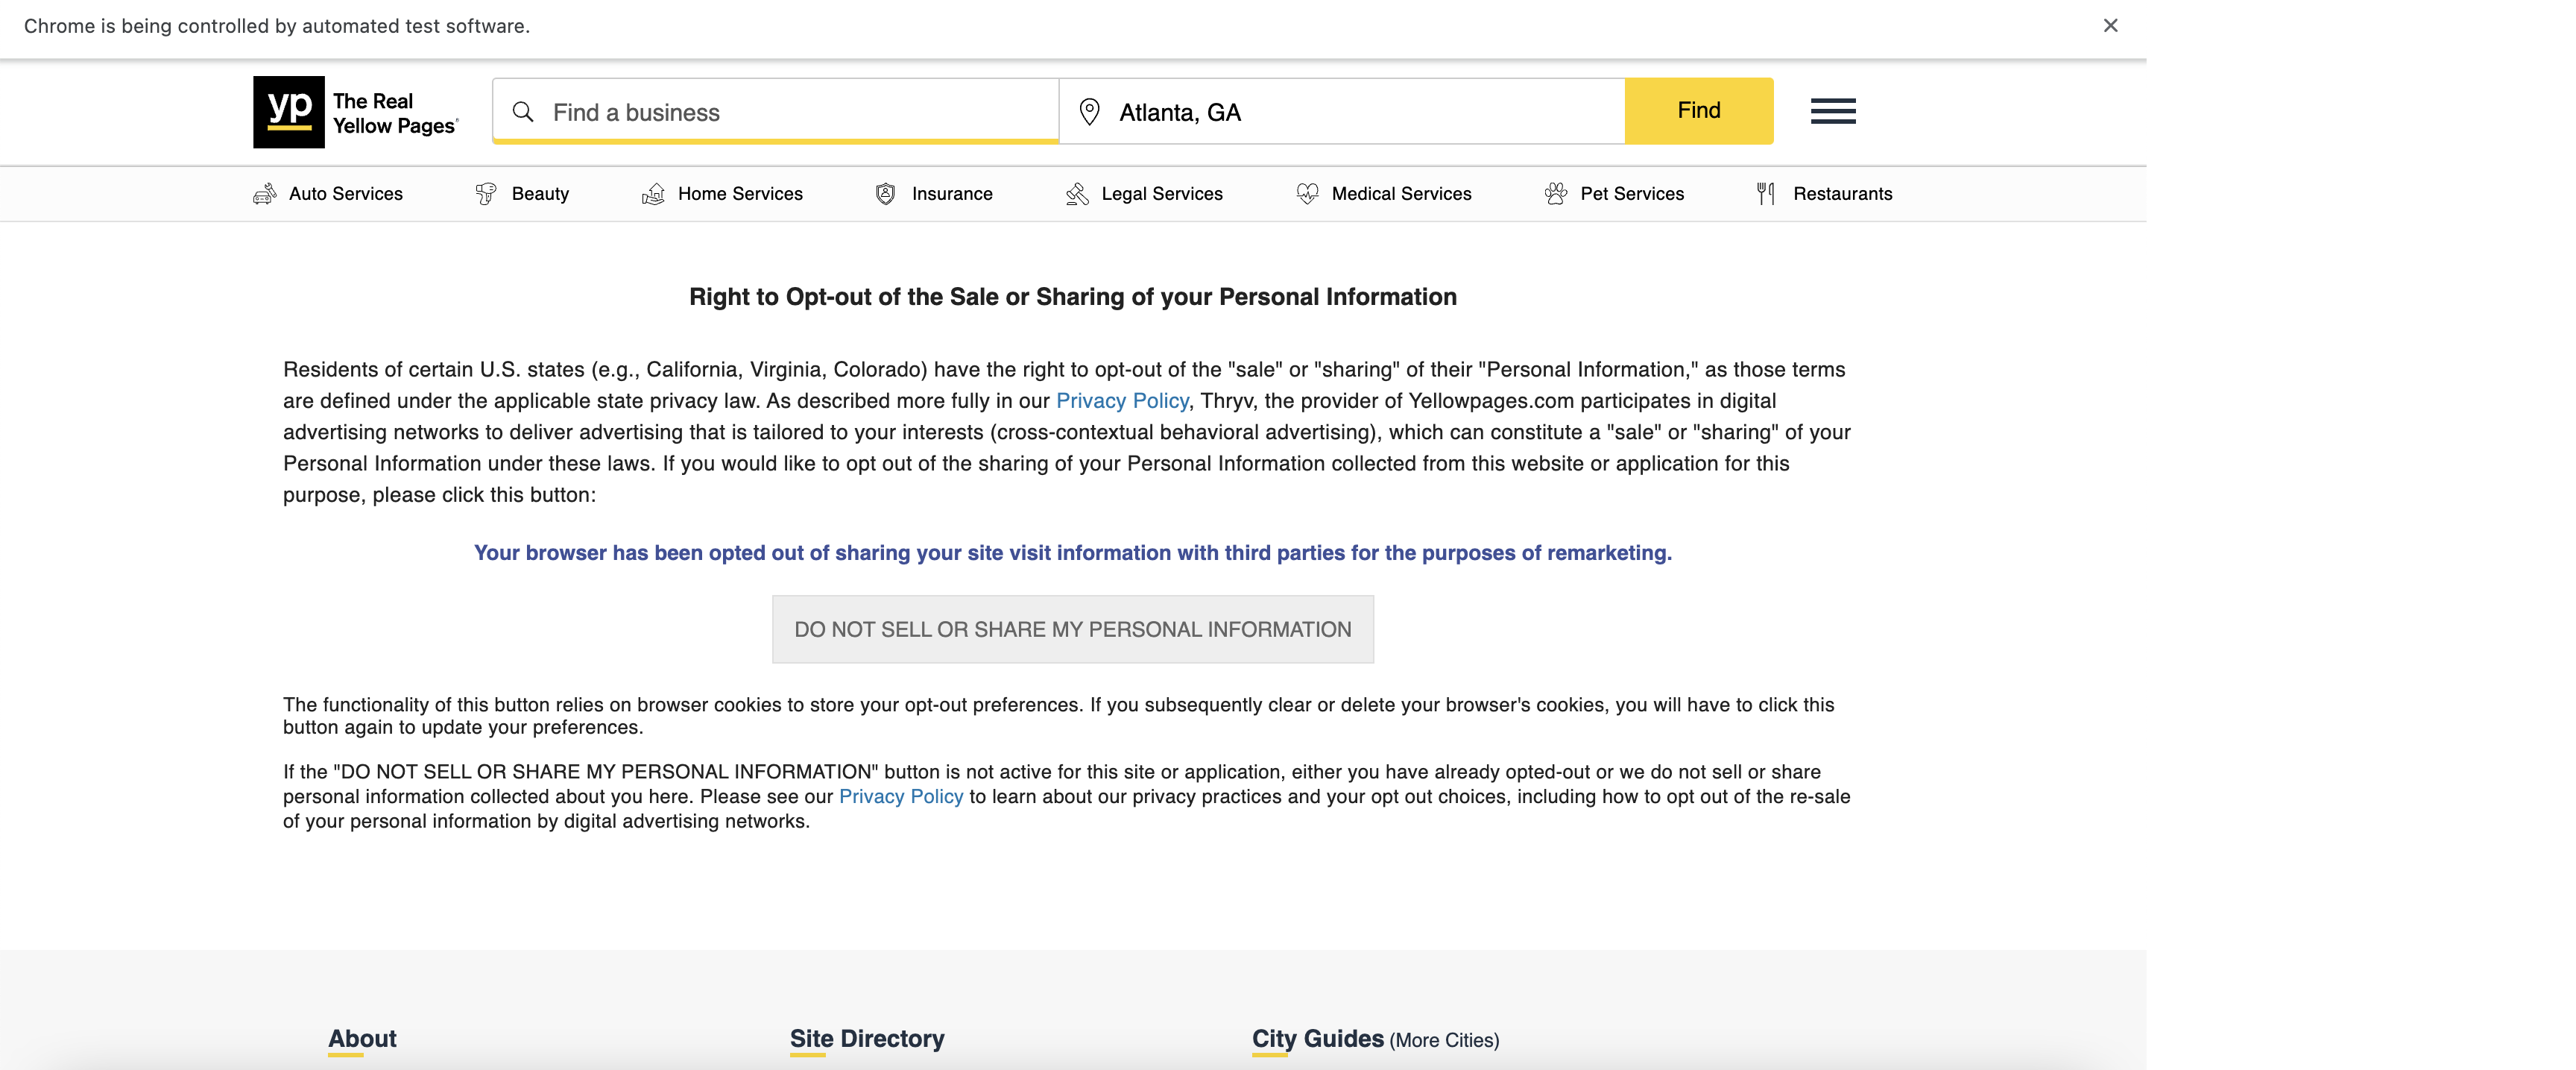 Chrome is being controlled by automated test software.
yp The Real
Yellow Pages®
Find a business
Atlanta, GA
Find
Auto Services
Beauty
Home Services
Insurance
Legal Services
Medical Services
Pet Services
Restaurants
Right to Opt-out of the Sale or Sharing of your Personal Information
Residents of certain U.S. states (e.g., California, Virginia, Colorado) have the right to opt-out of the "sale" or "sharing" of their "Personal Information," as those terms
are defined under the applicable state privacy law. As described more fully in our Privacy Policy, Thryv, the provider of Yellowpages.com participates in digital
advertising networks to deliver advertising that is tailored to your interests (cross-contextual behavioral advertising), which can constitute a "sale" or "sharing" of your
Personal Information under these laws. If you would like to opt out of the sharing of your Personal Information collected from this website or application for this
purpose, please click this button:
Your browser has been opted out of sharing your site visit information with third parties for the purposes of remarketing.
DO NOT SELL OR SHARE MY PERSONAL INFORMATION
The functionality of this button relies on browser cookies to store your opt-out preferences. If you subsequently clear or delete your browser's cookies, you will have to click this
button again to update your preferences.
If the "DO NOT SELL OR SHARE MY PERSONAL INFORMATION" button is not active for this site or application, either you have already opted-out or we do not sell or share
personal information collected about you here. Please see our Privacy Policy to learn about our privacy practices and your opt out choices, including how to opt out of the re-sale
of your personal information by digital advertising networks.
About
Site Directory
City Guides (More Cities)